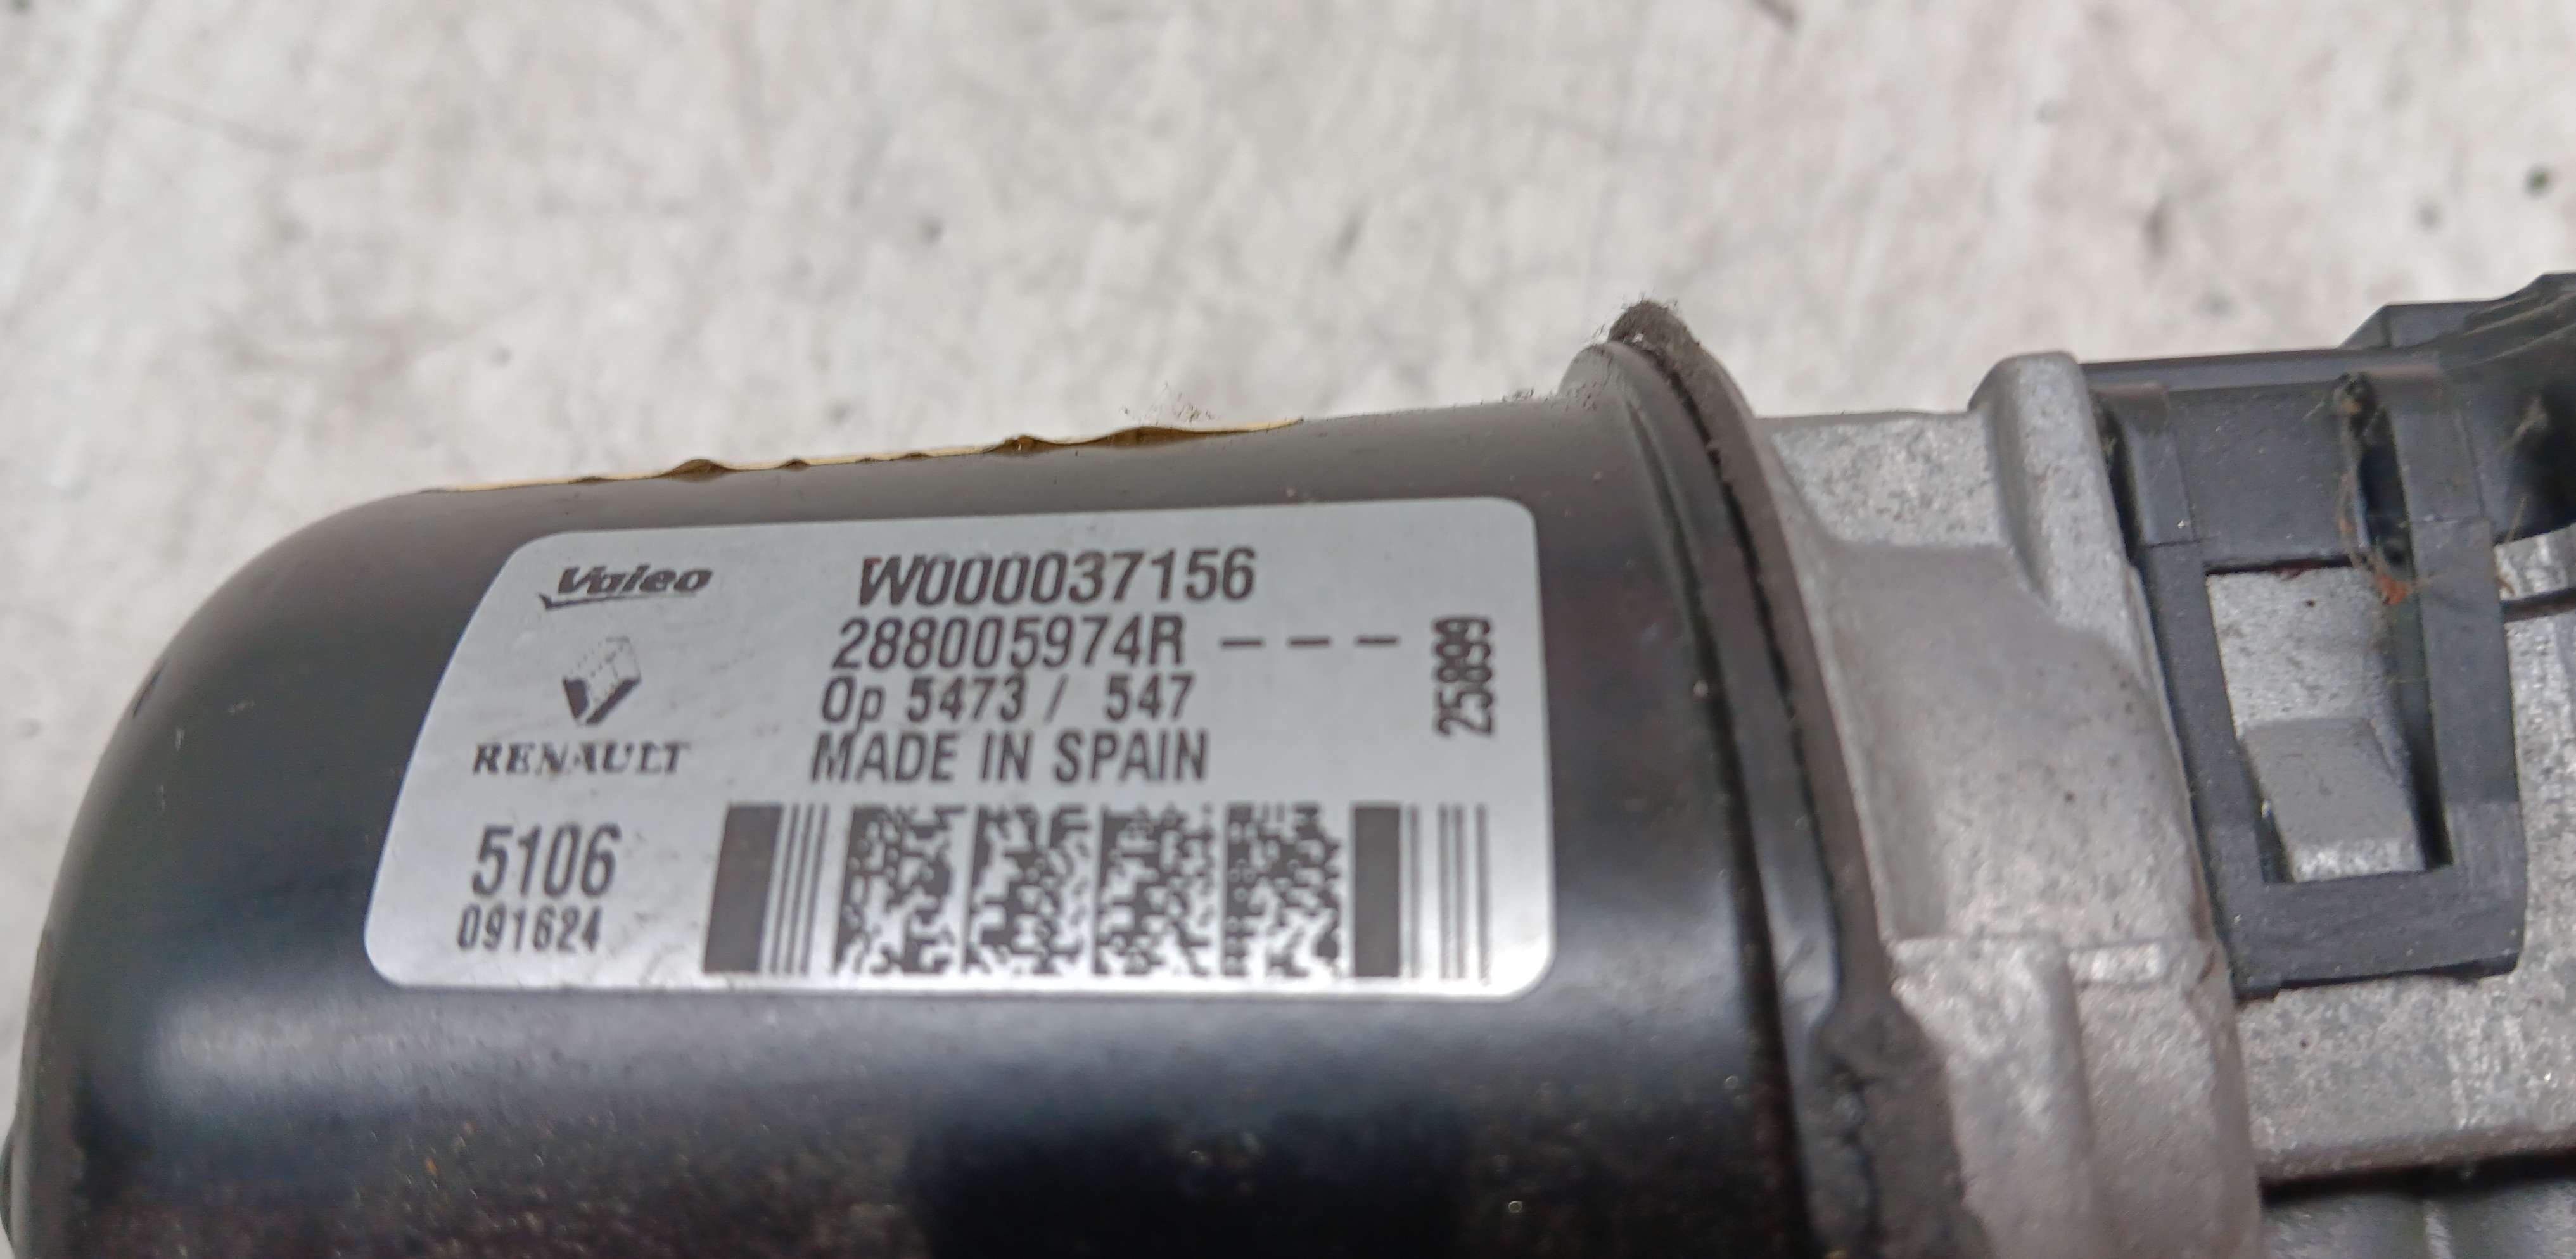 Valeo
W000037156
288005974R - - -
Op 5473 / 547
MADE IN SPAIN
25899
RENAULT
5106
091624